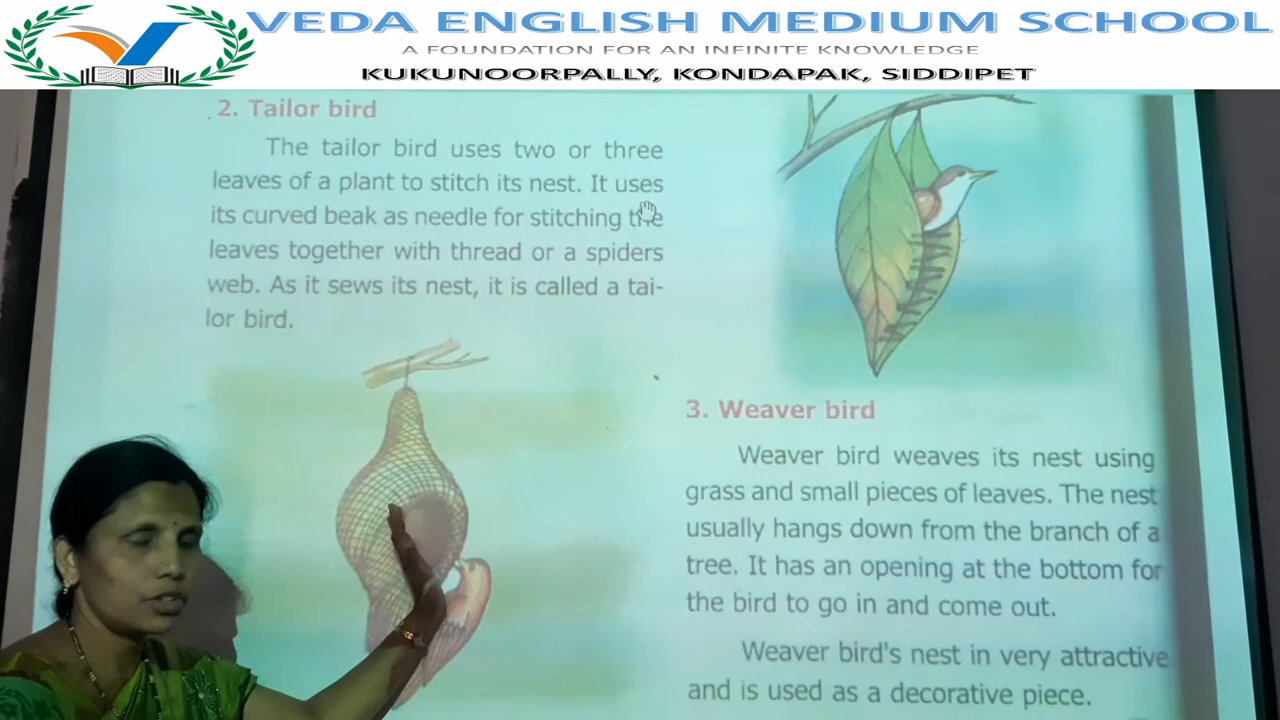 VEDA ENGLISH MEDIUM SCHOOL
A FOUNDATION FOR AN INFINITE KNOWLEDGE
KUKUNOORPALLY, KONDAPAK, SIDDIPET
2. Tailor bird
The tailor bird uses two or three
leaves of a plant to stitch its nest. It uses
its curved beak as needle for stitching the
leaves together with thread or a spiders
web. As it sews its nest, it is called a tai-
lor bird.
3. Weaver bird
Weaver bird weaves its nest using
grass and small pieces of leaves. The nest
usually hangs down from the branch of a
tree. It has an opening at the bottom for
the bird to go in and come out.
Weaver bird's nest in very attractive
and is used as a decorative piece.